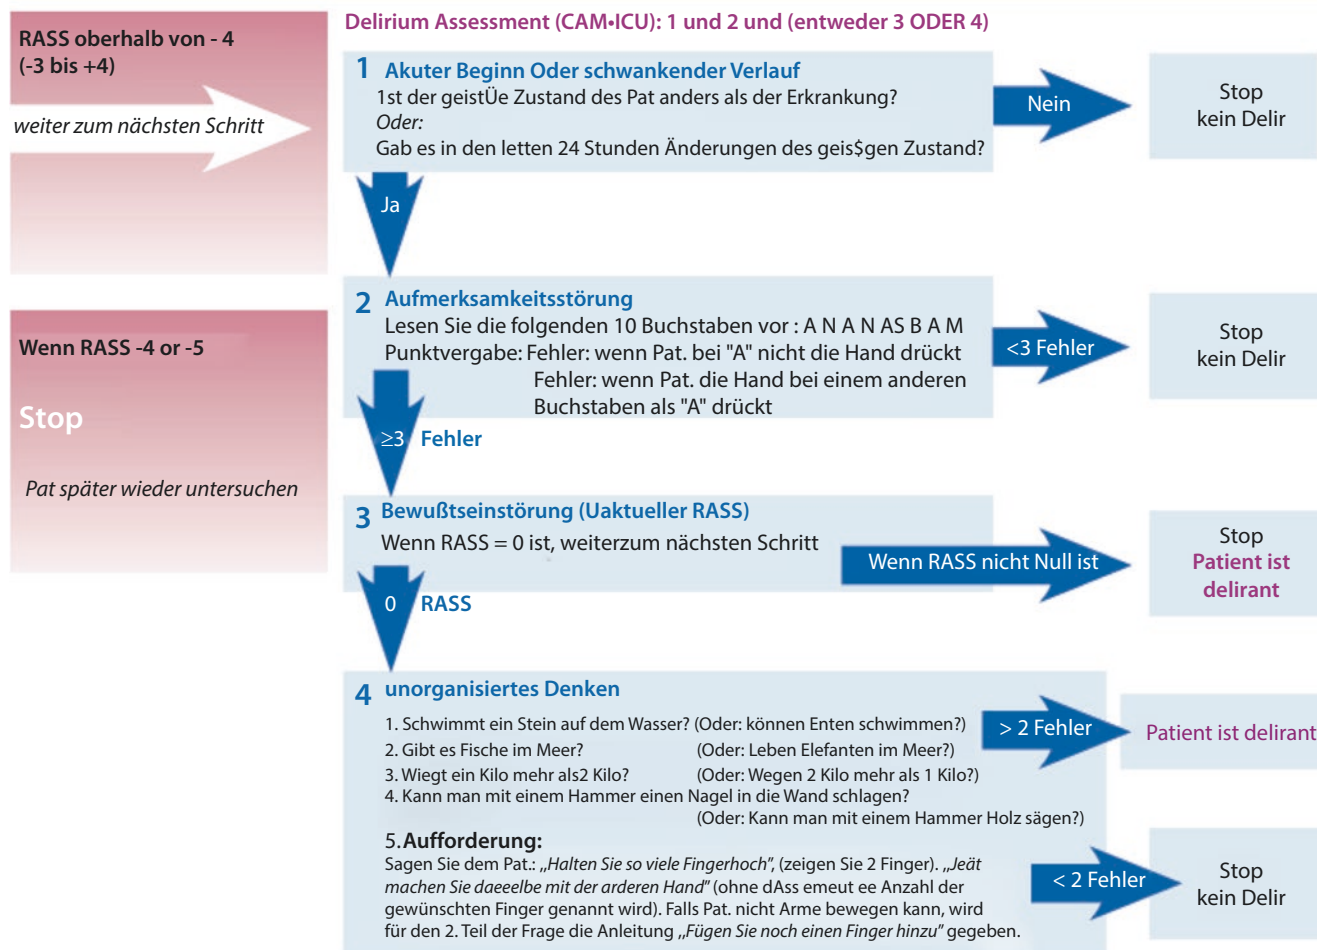 RASS oberhalb von - 4
(-3 bis +4)
weiter zum nächsten Schritt
Wenn RASS -4 or -5
Stop
Pat später wieder untersuchen
Delirium Assessment (CAM•ICU): 1 und 2 und (entweder 3 ODER 4)
1 Akuter Beginn Oder schwankender Verlauf
1st der geistÜe Zustand des Pat anders als der Erkrankung?
Oder:
Gab es in den letten 24 Stunden Änderungen des geis$gen Zustand?
Nein
Stop
kein Delir
Ja
2 Aufmerksamkeitsstörung
Lesen Sie die folgenden 10 Buchstaben vor : A N A N AS B A M
Punktvergabe: Fehler: wenn Pat. bei "A" nicht die Hand drückt
Fehler: wenn Pat. die Hand bei einem anderen
Buchstaben als "A" drückt
<3 Fehler
Stop
kein Delir
≥3 Fehler
3 Bewußtseinstörung (Uaktueller RASS)
Wenn RASS = 0 ist, weiterzum nächsten Schritt
Wenn RASS nicht Null ist
Stop
Patient ist
delirant
0 RASS
4 unorganisiertes Denken
1. Schwimmt ein Stein auf dem Wasser? (Oder: können Enten schwimmen?)
2. Gibt es Fische im Meer? (Oder: Leben Elefanten im Meer?)
3. Wiegt ein Kilo mehr als2 Kilo? (Oder: Wegen 2 Kilo mehr als 1 Kilo?)
4. Kann man mit einem Hammer einen Nagel in die Wand schlagen?
(Oder: Kann man mit einem Hammer Holz sägen?)
> 2 Fehler
Patient ist delirant
5. Aufforderung:
Sagen Sie dem Pat.: „Halten Sie so viele Fingerhoch", (zeigen Sie 2 Finger). „Jeät
machen Sie daeeelbe mit der arderen Hand" (ohne dAss emeut ee Anzahl der
gewünschten Finger genannt wird). Falls Pat. nicht Arme bewegen kann, wird
für den 2. Teil der Frage die Anleitung „Fügen Sie noch einen Finger hinzu" gegeben.
< 2 Fehler
Stop
kein Delir